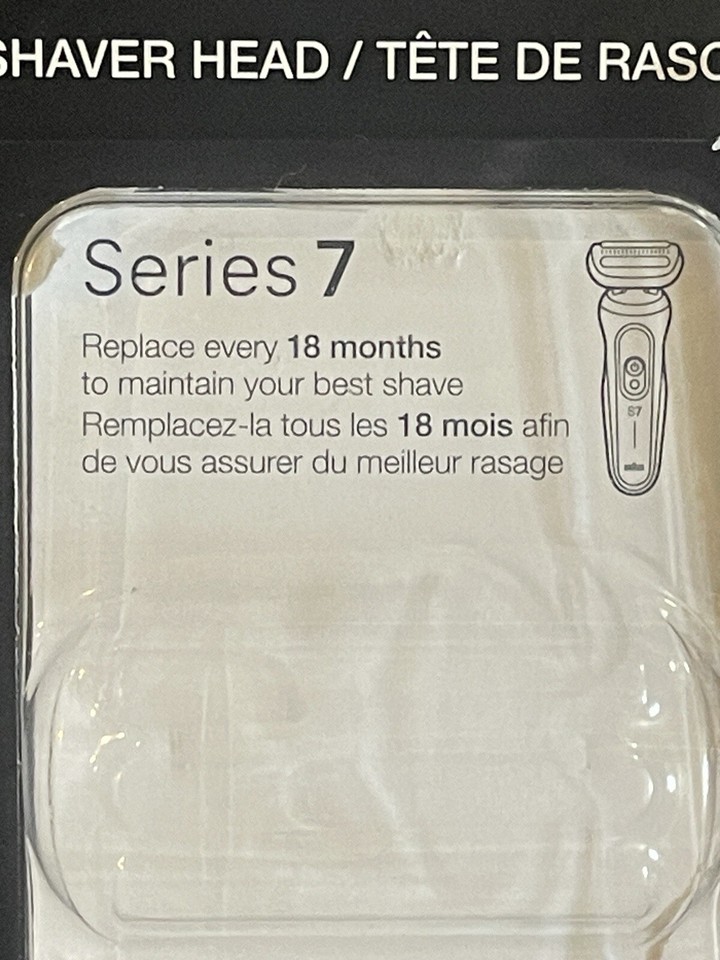 SHAVER HEAD / TÊTE DE RASO
Series 7
Replace every 18 months
to maintain your best shave
Remplacez-la tous les 18 mois afin
de vous assurer du meilleur rasage
S7
BRAUN